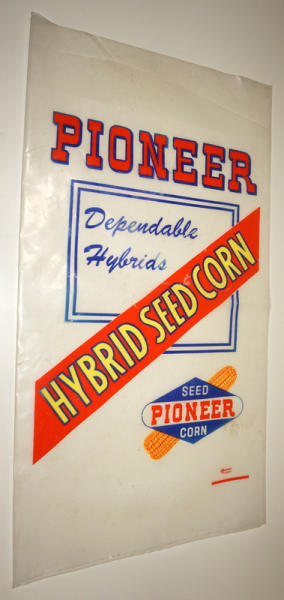 PIONEER
Dependable
Hybrids
HYBRID SEED CORN
SEED
PIONEER
CORN